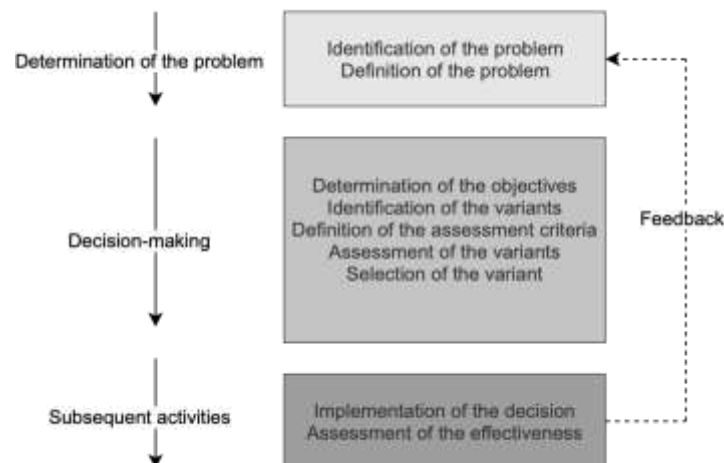 Determination of the problem
Identification of the problem
Definition of the problem
Decision-making
Determination of the objectives
Identification of the variants
Definition of the assessment criteria
Assessment of the variants
Selection of the variant
Feedback
Subsequent activities
Implementation of the decision
Assessment of the effectiveness